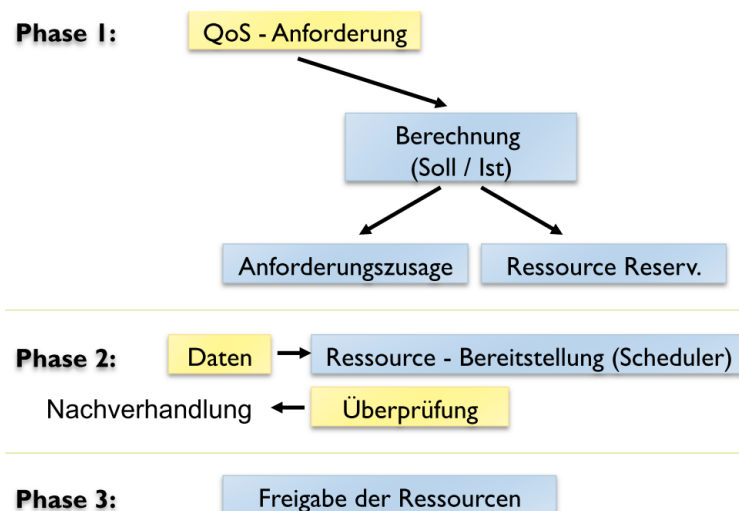 Phase 1:
QoS - Anforderung
Berechnung
(Soll / Ist)
Anforderungszusage
Ressource Reserv.
Phase 2:
Daten
Ressource - Bereitstellung (Scheduler)
Nachverhandlung
Überprüfung
Phase 3:
Freigabe der Ressourcen